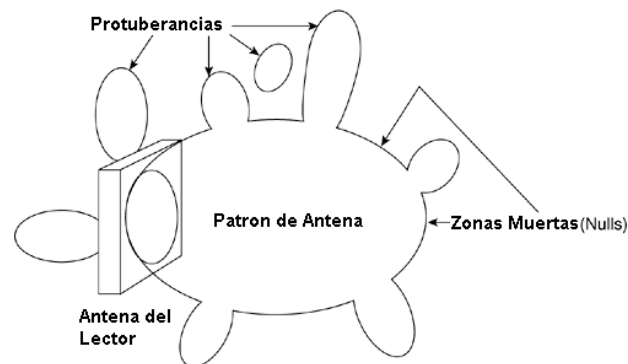 Protuberancias
Patron de Antena
Zonas Muertas(Nulls)
Antena del
Lector